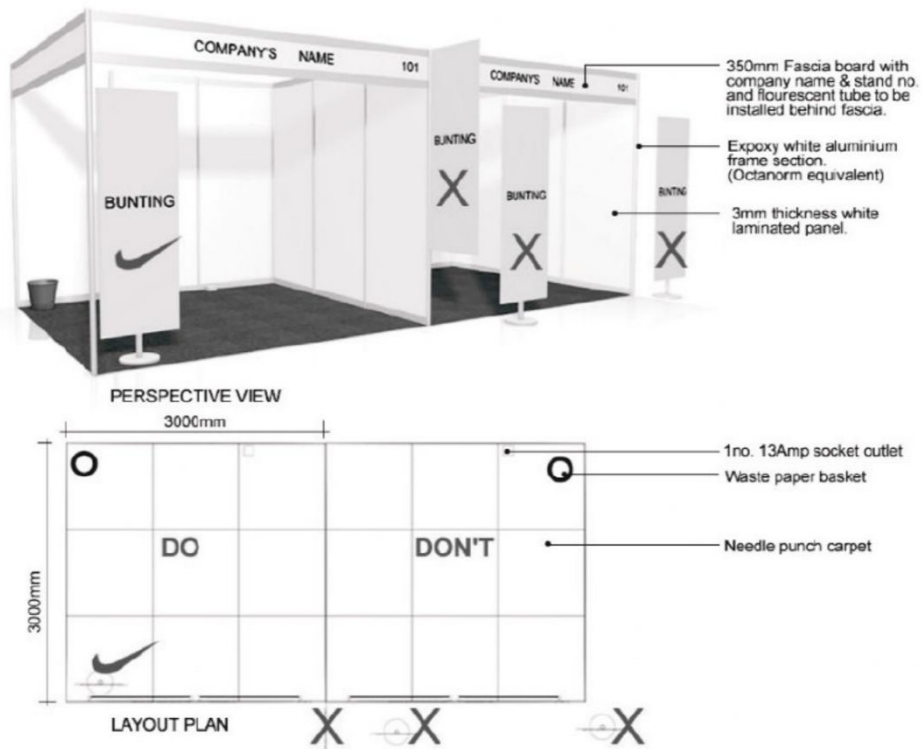 COMPANY'S NAME 101
COMPANY'S NAME 101
BUNTING
BUNTING
X
BUNTING
X
BUNTING
X
350mm Fascia board with
company name & stand no.
and flourescent tube to be
installed behind fascia.
Expoxy white aluminium
frame section.
(Octanorm equivalent)
3mm thickness white
laminated panel.
PERSPECTIVE VIEW
3000mm
3000mm
DO
DON'T
1no. 13Amp socket outlet
Waste paper basket
Needle punch carpet
LAYOUT PLAN
X X X